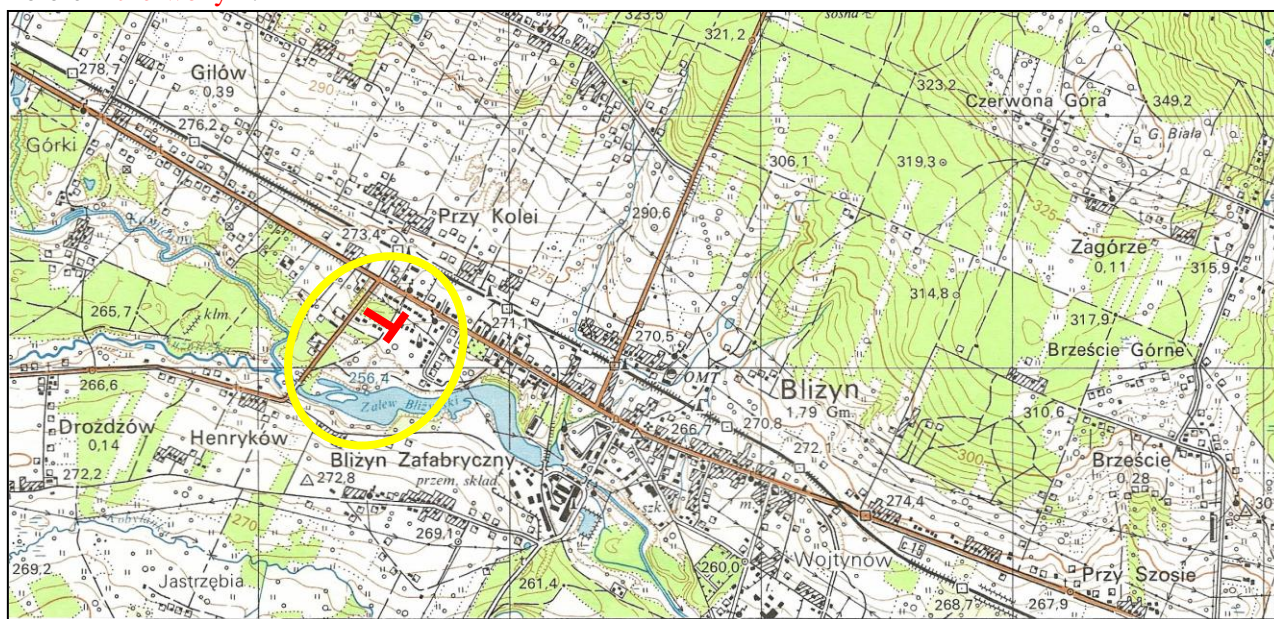 321,2
323,2
278,7
Gilów
0,39
290
Czerwona Góra
349,2
276,2
G. Biała
Górki
306,1
319,3
Przy Kolei
290,6
325
273,4
Zagórze
0,11
315,9
275
265,7
klm.
314,8
271,1
270,5
317,9
Brzeście Górne
256,4
OMT
266,6
Zalew Bliżyński
Bliżyn
1,79 Gm.
Drożdżów
0,14
Henryków
310,6
266,7
270,8
Bliżyn Zafabryczny
272,1
300
Brzeście
0,28
272,2
272,8
przem. skład
274,4
szk.
m.
270
269,1
C 18
Wojtynów
269,2
260,0
Jastrzębia
261,4
Przy Szosie
268,7
267,9